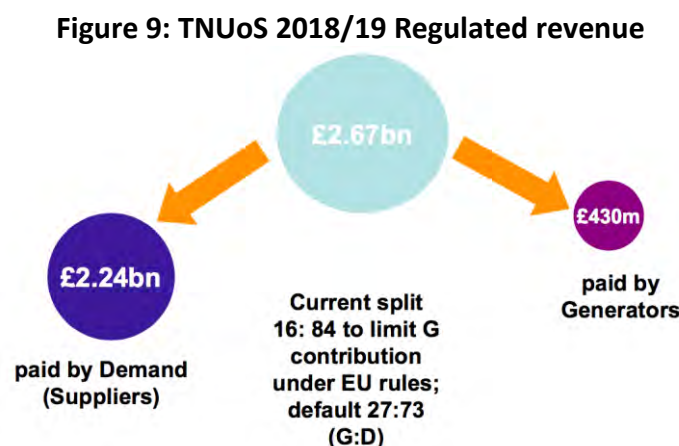 Figure 9: TNUoS 2018/19 Regulated revenue
£2.67bn
£2.24bn
£430m
paid by Demand
(Suppliers)
Current split
16: 84 to limit G
contribution
under EU rules;
default 27:73
(G:D)
paid by
Generators